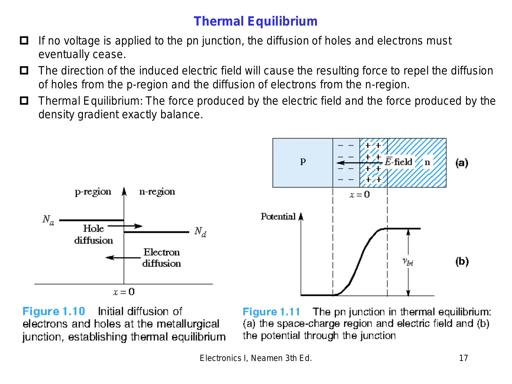 Thermal Equilibrium
If no voltage is applied to the pn junction, the diffusion of holes and electrons must
eventually cease.
The direction of the induced electric field will cause the resulting force to repel the diffusion
of holes from the p-region and the diffusion of electrons from the n-region.
Thermal Equilibrium: The force produced by the electric field and the force produced by the
density gradient exactly balance.
p
− − + +
− − + +
− − + +
− − + +
E-field
n
(a)
x = 0
p-region
n-region
Na
Hole
diffusion
Nd
Electron
diffusion
x = 0
Potential
vbi
(b)
Figure 1.10 Initial diffusion of
electrons and holes at the metallurgical
junction, establishing thermal equilibrium
Figure 1.11 The pn junction in thermal equilibrium:
(a) the space-charge region and electric field and (b)
the potential through the junction
Electronics I, Neamen 3th Ed.
17